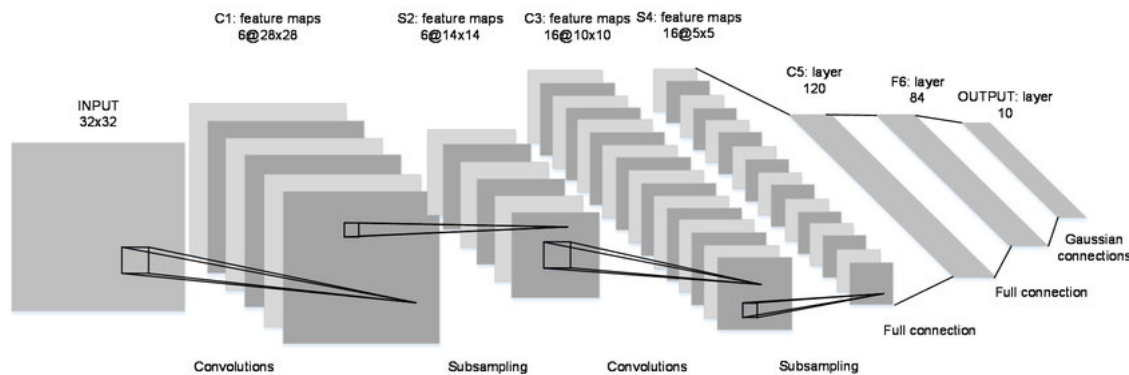 C1: feature maps
6@28x28
S2: feature maps
6@14x14
C3: feature maps
16@10x10
S4: feature maps
16@5x5
INPUT
32x32
C5: layer
120
F6: layer
84
OUTPUT: layer
10
Gaussian
connections
Full connection
Full connection
Convolutions
Subsampling
Convolutions
Subsampling